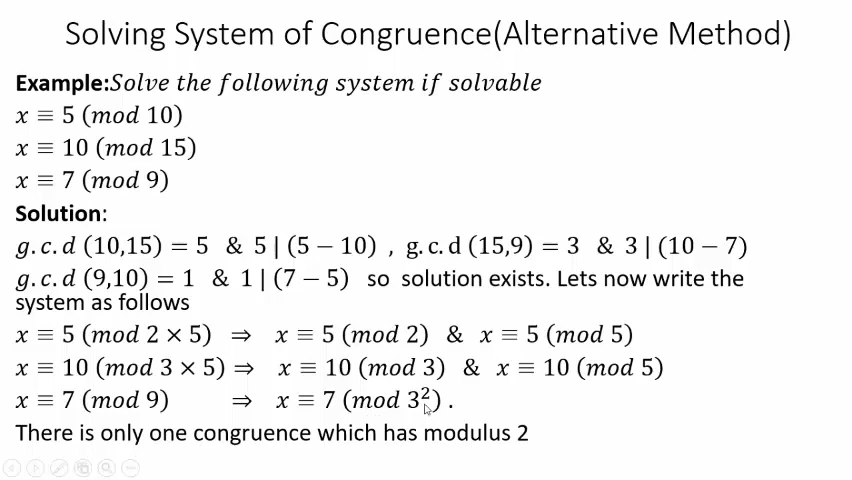 Solving System of Congruence(Alternative Method)
Example:Solve the following system if solvable
x ≡ 5 (mod 10)
x ≡ 10 (mod 15)
x ≡ 7 (mod 9)
Solution:
g.c.d (10,15) = 5 & 5 | (5 − 10) , g.c.d (15,9) = 3 & 3 | (10 − 7)
g.c.d (9,10) = 1 & 1 | (7 − 5) so solution exists. Lets now write the
system as follows
x ≡ 5 (mod 2 × 5) ⇒ x ≡ 5 (mod 2) & x ≡ 5 (mod 5)
x ≡ 10 (mod 3 × 5) ⇒ x ≡ 10 (mod 3) & x ≡ 10 (mod 5)
x ≡ 7 (mod 9) ⇒ x ≡ 7 (mod 3²) .
There is only one congruence which has modulus 2